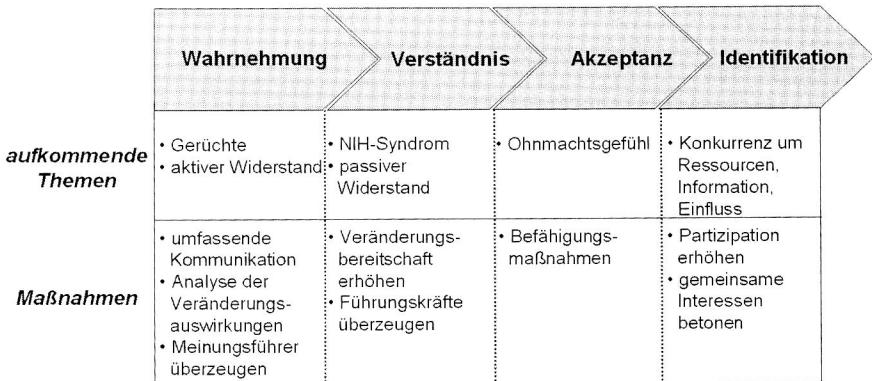 Wahrnehmung
Verständnis
Akzeptanz
Identifikation
aufkommende
Themen
• Gerüchte
• aktiver Widerstand
• NIH-Syndrom
• passiver
Widerstand
• Ohnmachtsgefühl
• Konkurrenz um
Ressourcen,
Information,
Einfluss
Maßnahmen
• umfassende
Kommunikation
• Analyse der
Veränderungs-
auswirkungen
• Meinungsführer
überzeugen
• Veränderungs-
bereitschaft
erhöhen
• Führungskräfte
überzeugen
• Befähigungs-
maßnahmen
• Partizipation
erhöhen
• gemeinsame
Interessen
betonen